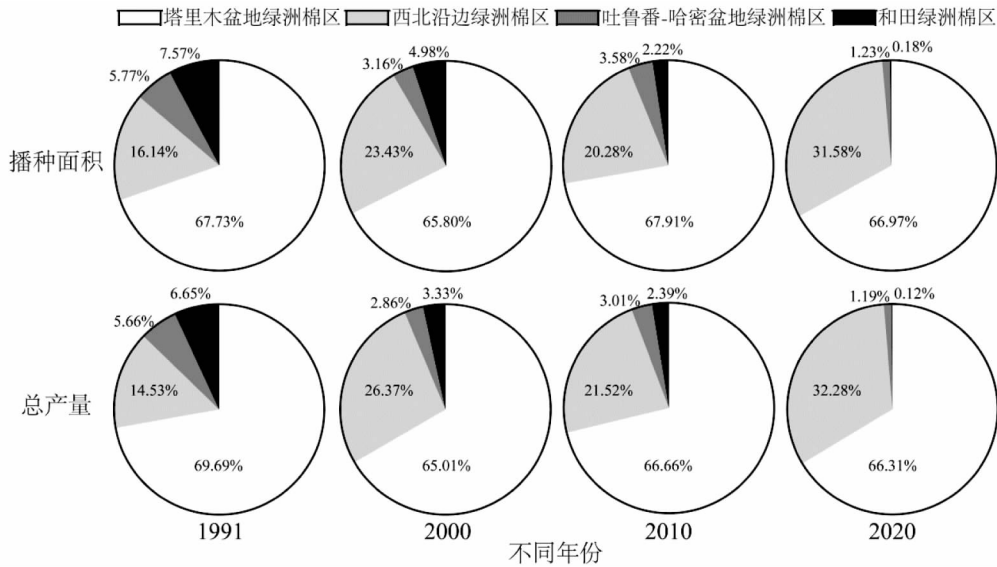 塔里木盆地绿洲棉区 西北沿边绿洲棉区 吐鲁番-哈密盆地绿洲棉区 和田绿洲棉区
播种面积
5.77% 7.57% 16.14% 67.73%
3.16% 4.98% 23.43% 65.80%
3.58% 2.22% 20.28% 67.91%
1.23% 0.18% 31.58% 66.97%
总产量
5.66% 6.65% 14.53% 69.69%
2.86% 3.33% 26.37% 65.01%
3.01% 2.39% 21.52% 66.66%
1.19% 0.12% 32.28% 66.31%
1991 2000 2010 2020
不同年份